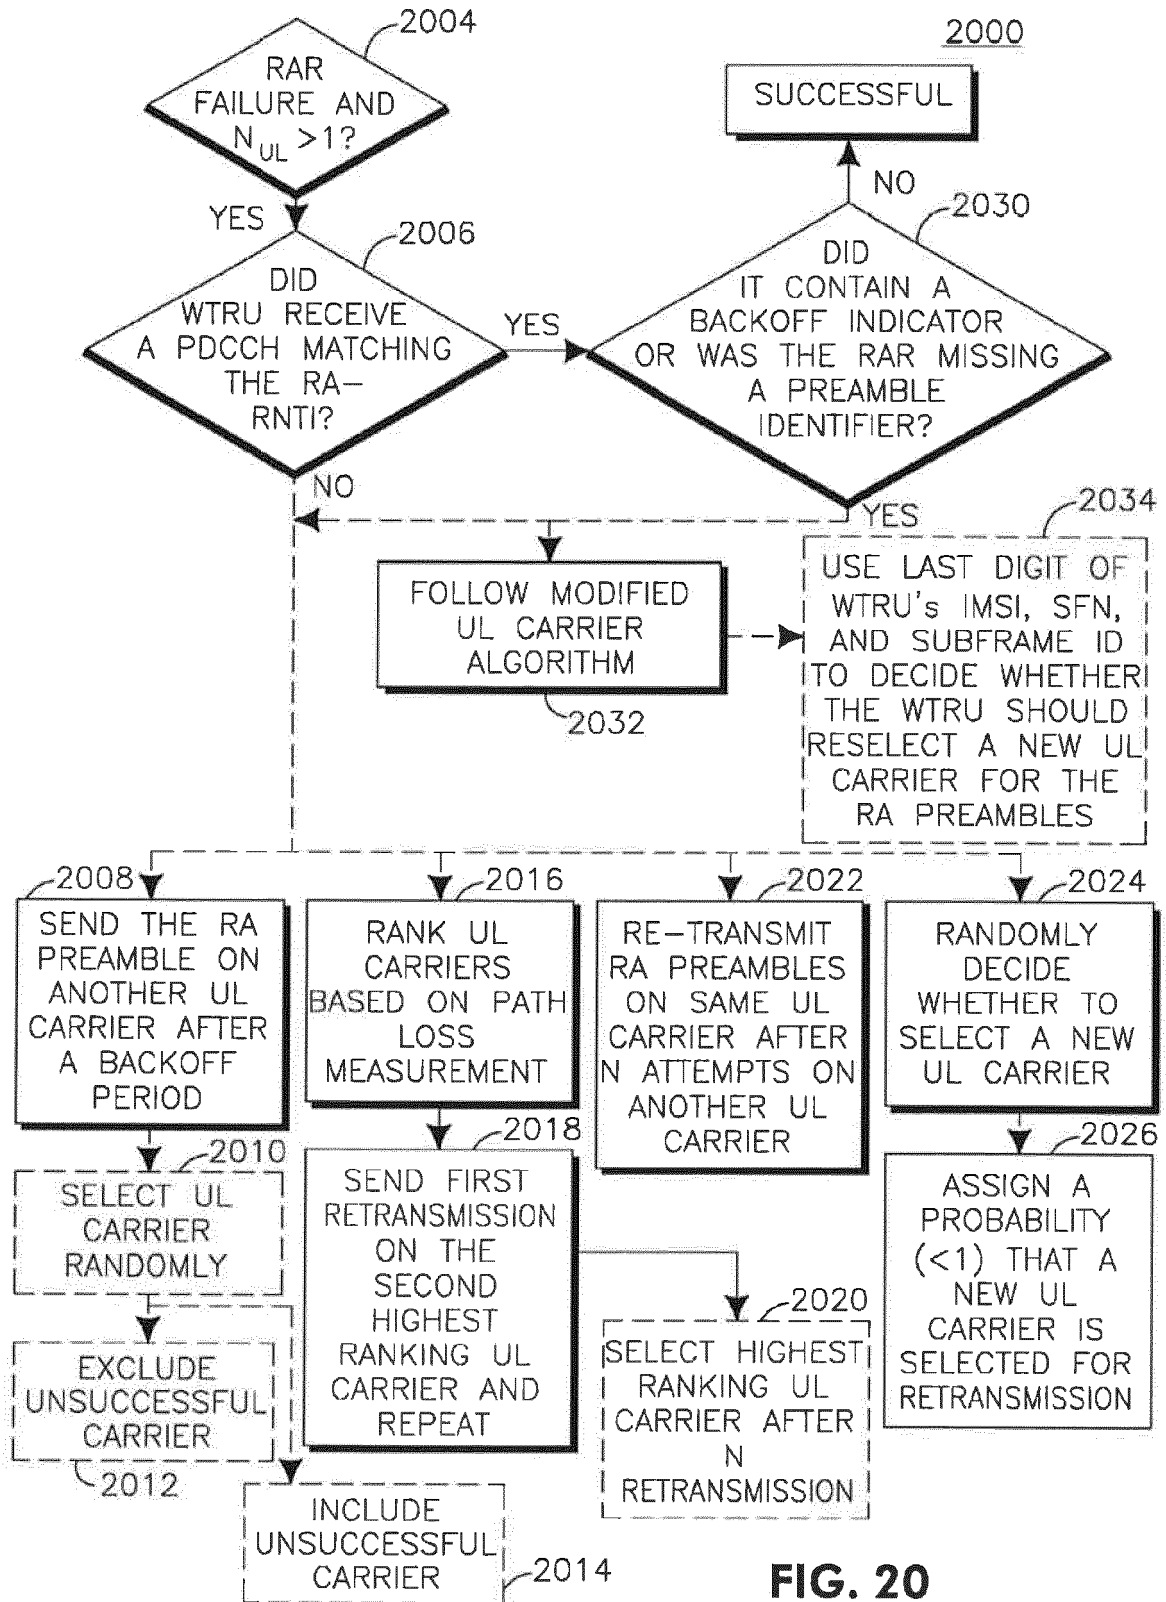 2004
2000
RAR
FAILURE AND
N_UL >1?
SUCCESSFUL
YES
NO
2006
2030
DID
WTRU RECEIVE
A PDCCH MATCHING
THE RA-
RNTI?
YES
DID
IT CONTAIN A
BACKOFF INDICATOR
OR WAS THE RAR MISSING
A PREAMBLE
IDENTIFIER?
NO
YES
2034
FOLLOW MODIFIED
UL CARRIER
ALGORITHM
2032
USE LAST DIGIT OF
WTRU's IMSI, SFN,
AND SUBFRAME ID
TO DECIDE WHETHER
THE WTRU SHOULD
RESELECT A NEW UL
CARRIER FOR THE
RA PREAMBLES
2008
SEND THE RA
PREAMBLE ON
ANOTHER UL
CARRIER AFTER
A BACKOFF
PERIOD
2016
RANK UL
CARRIERS
BASED ON PATH
LOSS
MEASUREMENT
2022
RE-TRANSMIT
RA PREAMBLES
ON SAME UL
CARRIER AFTER
N ATTEMPTS ON
ANOTHER UL
CARRIER
2024
RANDOMLY
DECIDE
WHETHER TO
SELECT A NEW
UL CARRIER
2010
SELECT UL
CARRIER
RANDOMLY
2018
SEND FIRST
RETRANSMISSION
ON THE
SECOND
HIGHEST
RANKING UL
CARRIER AND
REPEAT
2026
ASSIGN A
PROBABILITY
(<1) THAT A
NEW UL
CARRIER IS
SELECTED FOR
RETRANSMISSION
2020
SELECT HIGHEST
RANKING UL
CARRIER AFTER
N
RETRANSMISSION
EXCLUDE
UNSUCCESSFUL
CARRIER
2012
INCLUDE
UNSUCCESSFUL
CARRIER
2014
FIG. 20